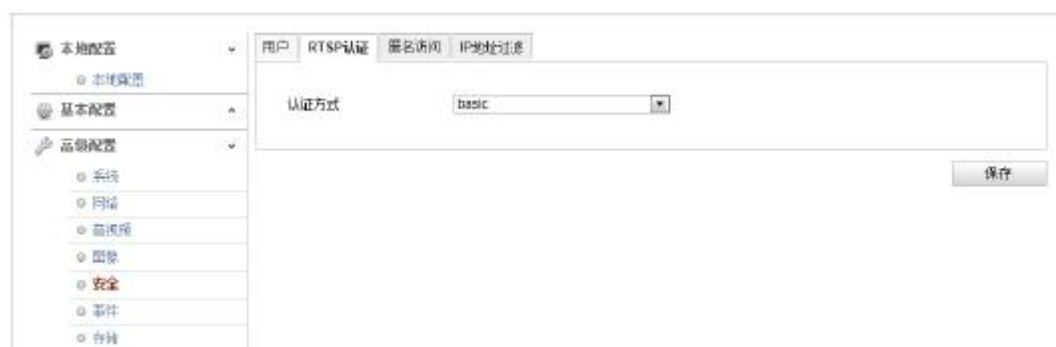 本地配置
本地配置
基本配置
高级配置
系统
网络
音视频
图像
安全
事件
存储
用户 RTSP认证 匿名访问 IP地址过滤
认证方式 basic
保存